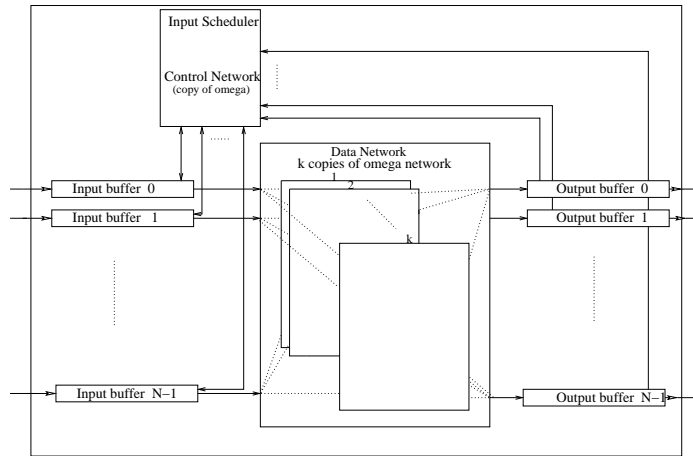 Input Scheduler
Control Network
(copy of omega)
Data Network
k copies of omega network
1
2
k
Input buffer 0
Output buffer 0
Input buffer 1
Output buffer 1
Input buffer N−1
Output buffer N−1